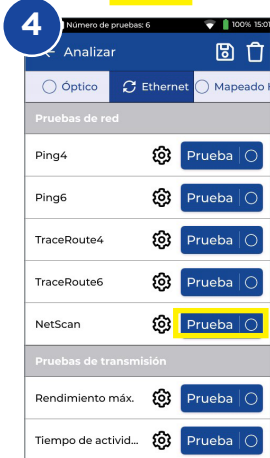 4
Número de pruebas: 6 100% 15:01
Analizar
Óptico Ethernet Mapeado
Pruebas de red
Ping4 Prueba
Ping6 Prueba
TraceRoute4 Prueba
TraceRoute6 Prueba
NetScan Prueba
Pruebas de transmisión
Rendimiento máx. Prueba
Tiempo de activid... Prueba